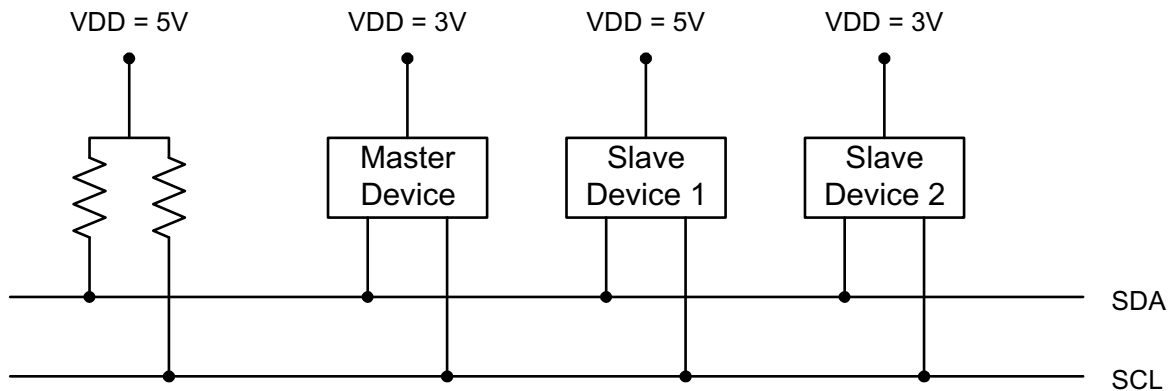 VDD = 5V
VDD = 3V
VDD = 5V
VDD = 3V
Master
Device
Slave
Device 1
Slave
Device 2
SDA
SCL